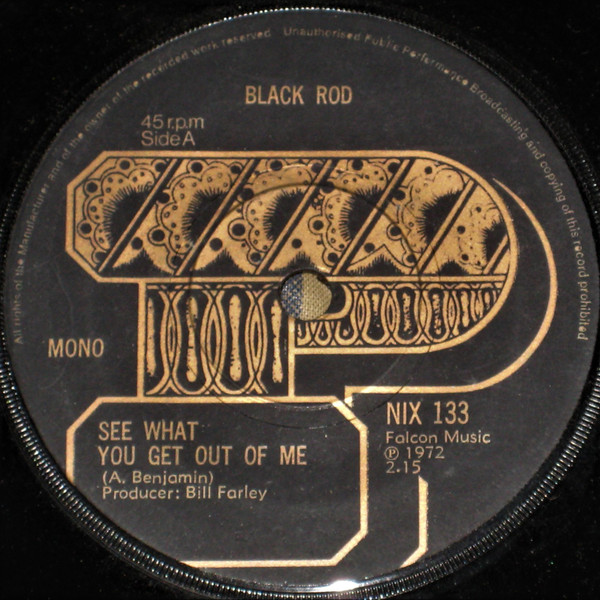 All rights of the Manufacturer and of the owner of the recorded work reserved Unauthorised Public Performance Broadcasting and copying of this record prohibited
BLACK ROD
45 r.p.m
Side A
MONO
SEE WHAT
YOU GET OUT OF ME
(A. Benjamin)
Producer: Bill Farley
NIX 133
Falcon Music
℗ 1972
2.15